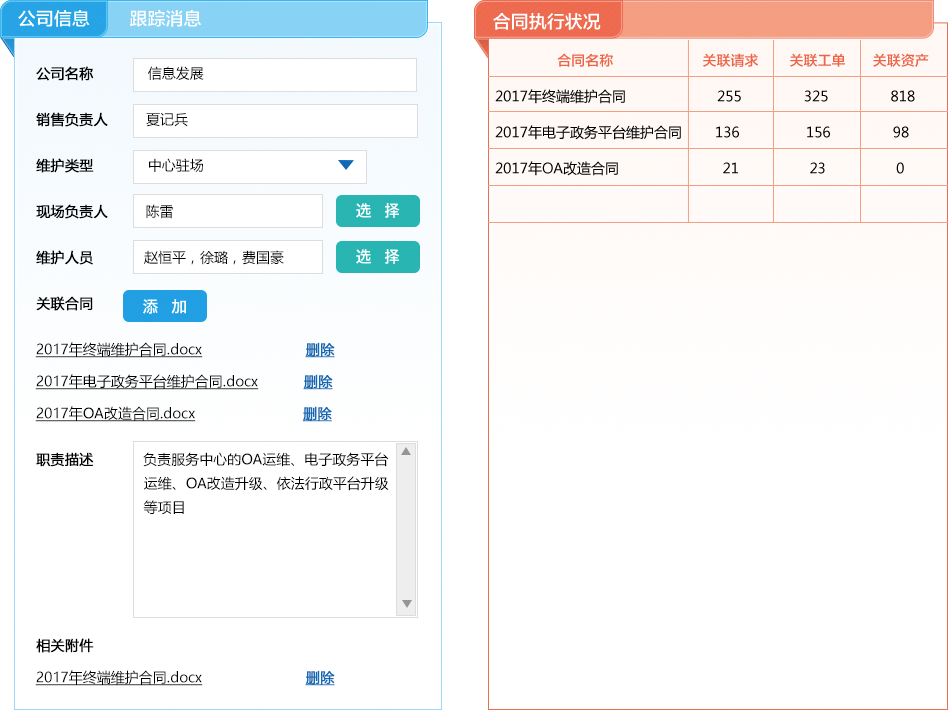 公司信息 跟踪消息
公司名称 信息发展
销售负责人 夏记兵
维护类型 中心驻场
现场负责人 陈雷 选 择
维护人员 赵恒平，徐璐，费国豪 选 择
关联合同 添 加
2017年终端维护合同.docx 删除
2017年电子政务平台维护合同.docx 删除
2017年OA改造合同.docx 删除
职责描述 负责服务中心的OA运维、电子政务平台
运维、OA改造升级、依法行政平台升级
等项目
相关附件
2017年终端维护合同.docx 删除
合同执行状况
合同名称 关联请求 关联工单 关联资产
2017年终端维护合同 255 325 818
2017年电子政务平台维护合同 136 156 98
2017年OA改造合同 21 23 0